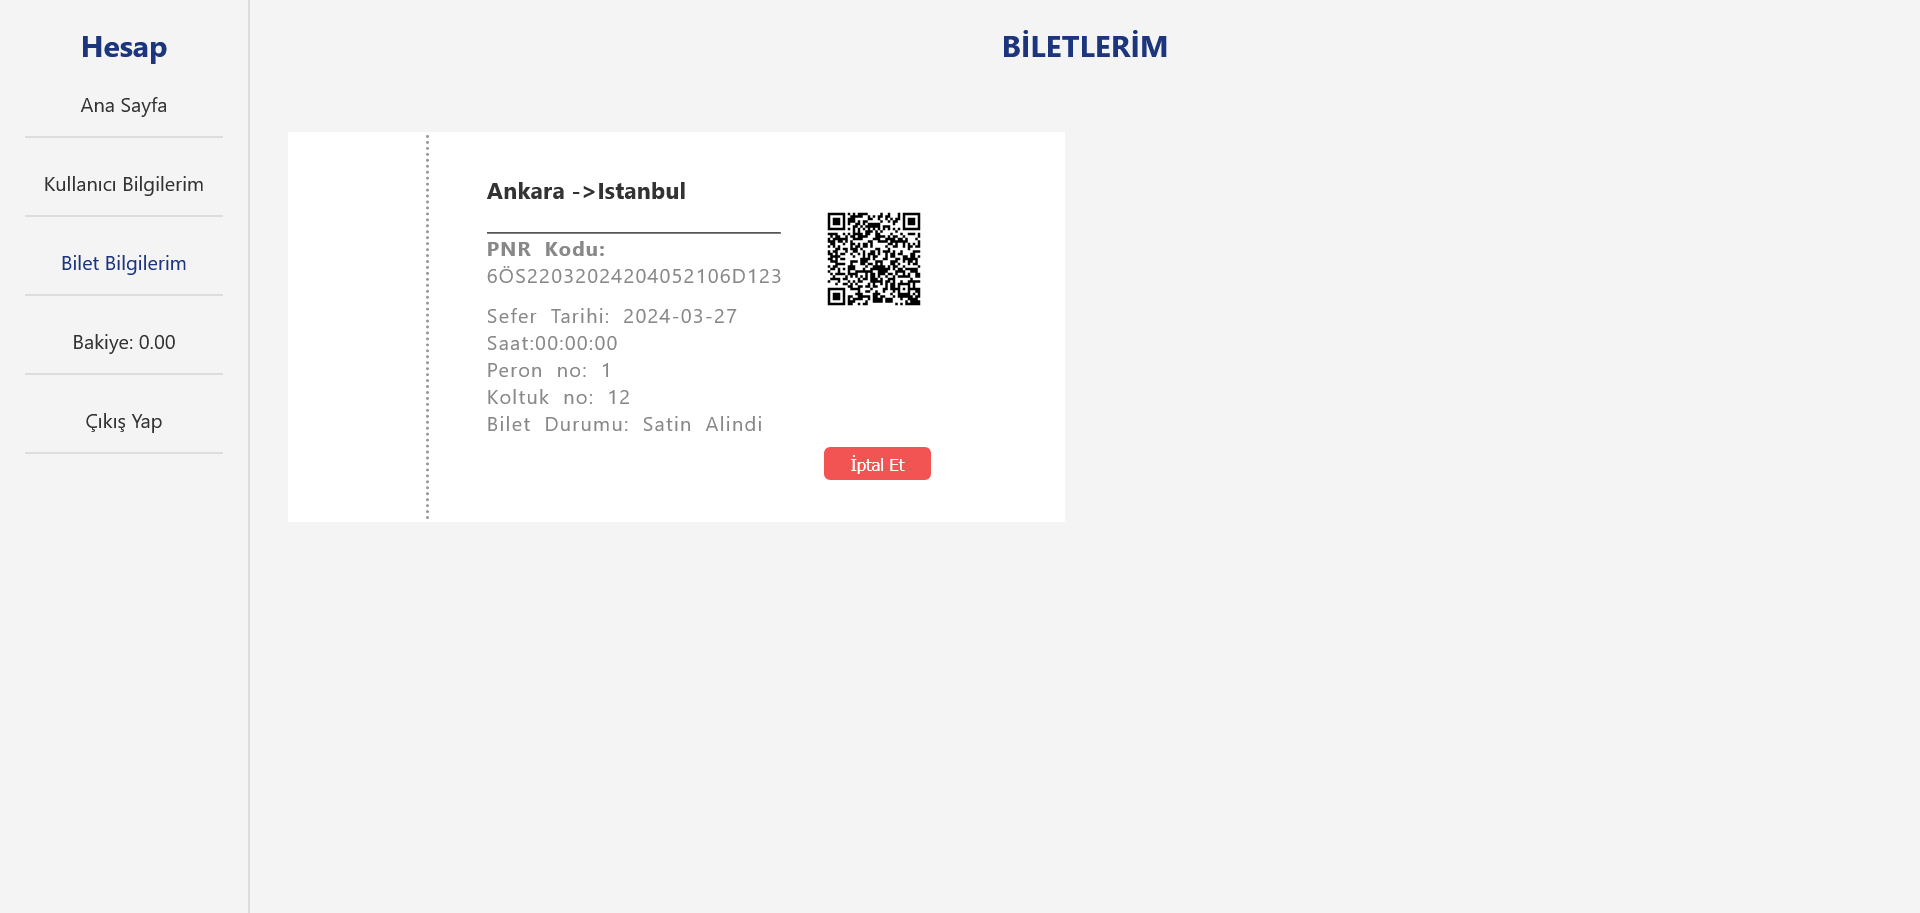 Hesap
Ana Sayfa
Kullanıcı Bilgilerim
Bilet Bilgilerim
Bakiye: 0.00
Çıkış Yap
BİLETLERİM
Ankara ->Istanbul
PNR Kodu:
6ÖS22032024204052106D123
Sefer Tarihi: 2024-03-27
Saat:00:00:00
Peron no: 1
Koltuk no: 12
Bilet Durumu: Satin Alindi
İptal Et